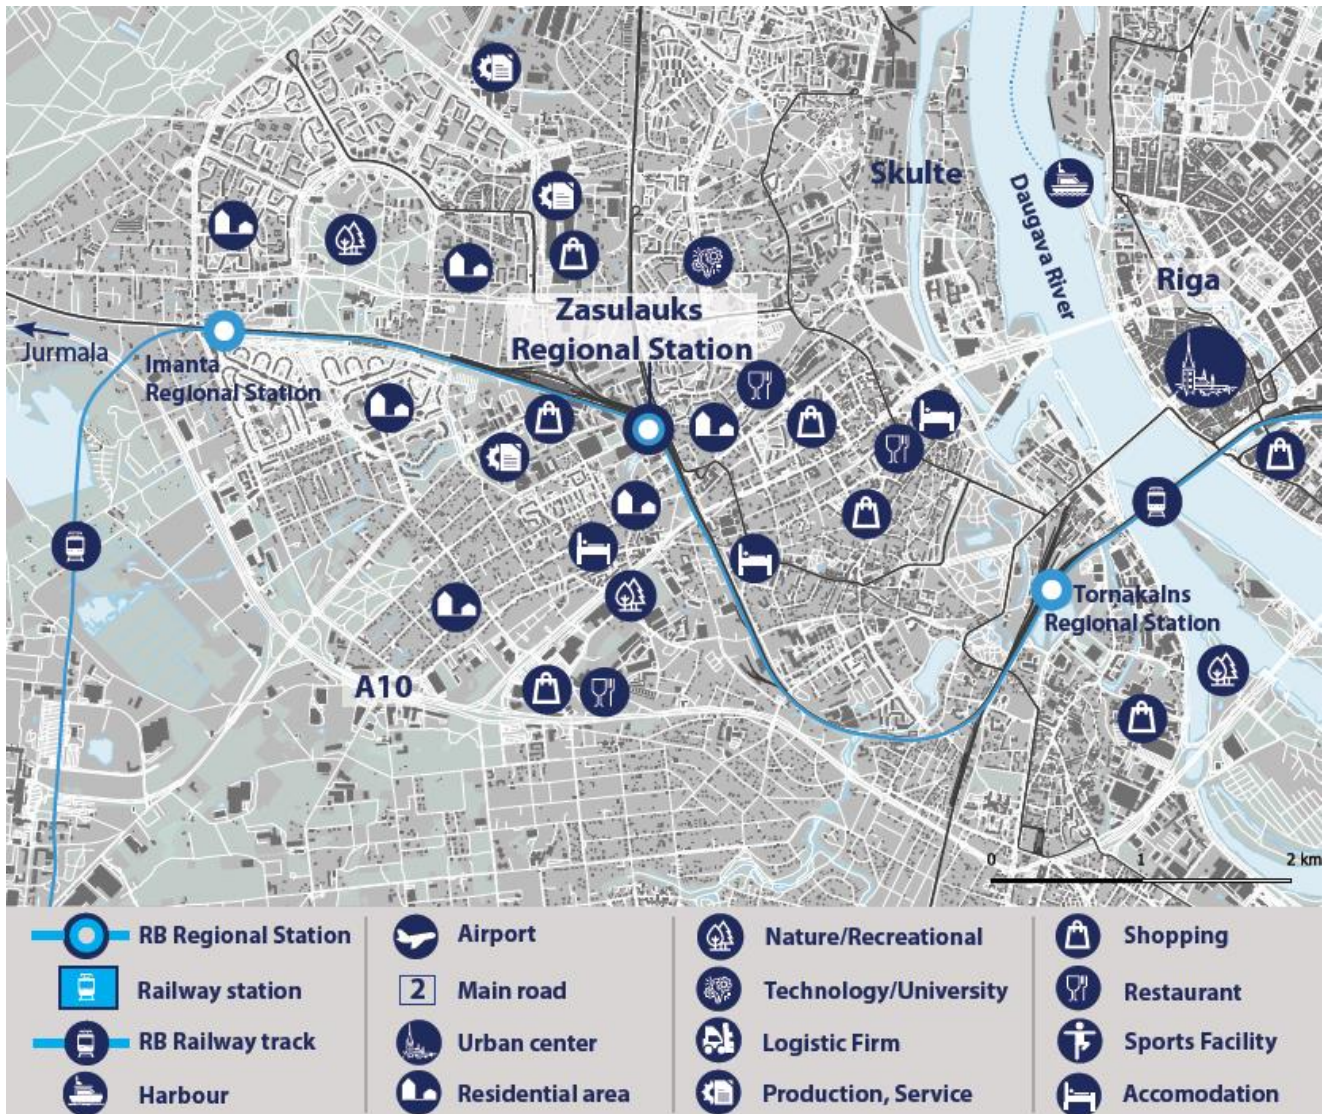 Skulte
Daugava River
Riga
Zasulauks
Regional Station
Jurmala
Imanta
Regional Station
Tornakalns
Regional Station
A10
0 1 2 km
RB Regional Station
Railway station
RB Railway track
Harbour
Airport
2 Main road
Urban center
Residential area
Nature/Recreational
Technology/University
Logistic Firm
Production, Service
Shopping
Restaurant
Sports Facility
Accomodation